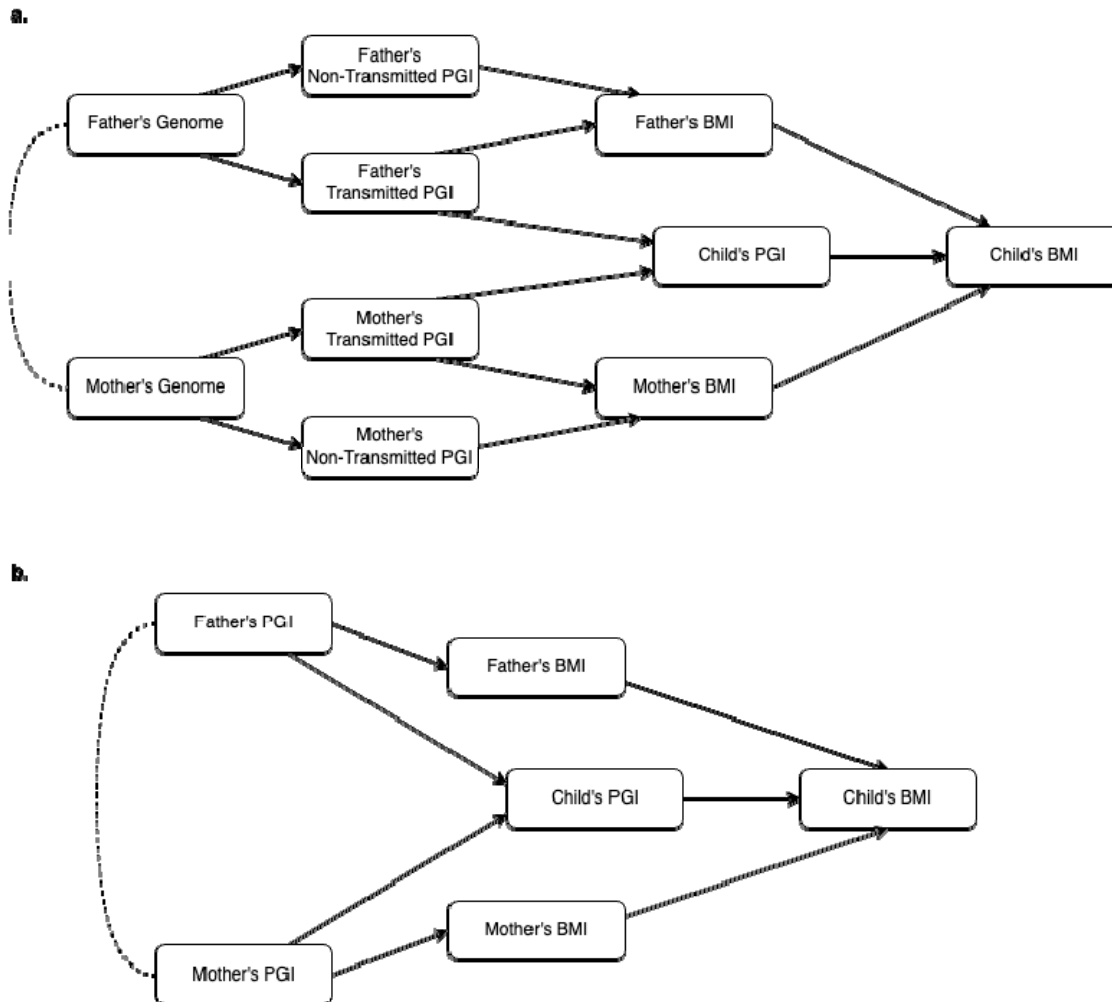 a.
Father's
Non-Transmitted PGI
Father's Genome
Father's BMI
Father's
Transmitted PGI
Child's PGI
Child's BMI
Mother's
Transmitted PGI
Mother's Genome
Mother's BMI
Mother's
Non-Transmitted PGI
b.
Father's PGI
Father's BMI
Child's PGI
Child's BMI
Mother's BMI
Mother's PGI